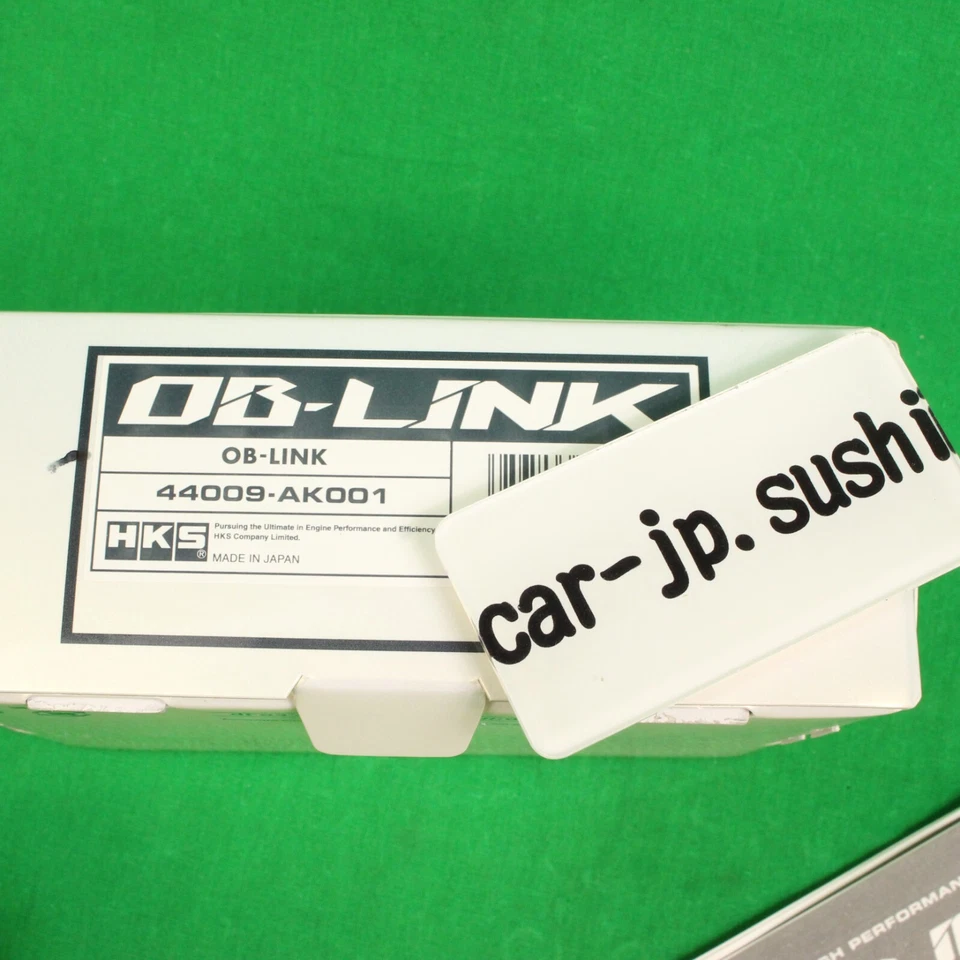 OB-LINK
OB-LINK
44009-AK001
HKS®
Pursuing the Ultimate in Engine Performance and Efficiency
HKS Company Limited.
MADE IN JAPAN
car-jp.sushi
PERFORMAN